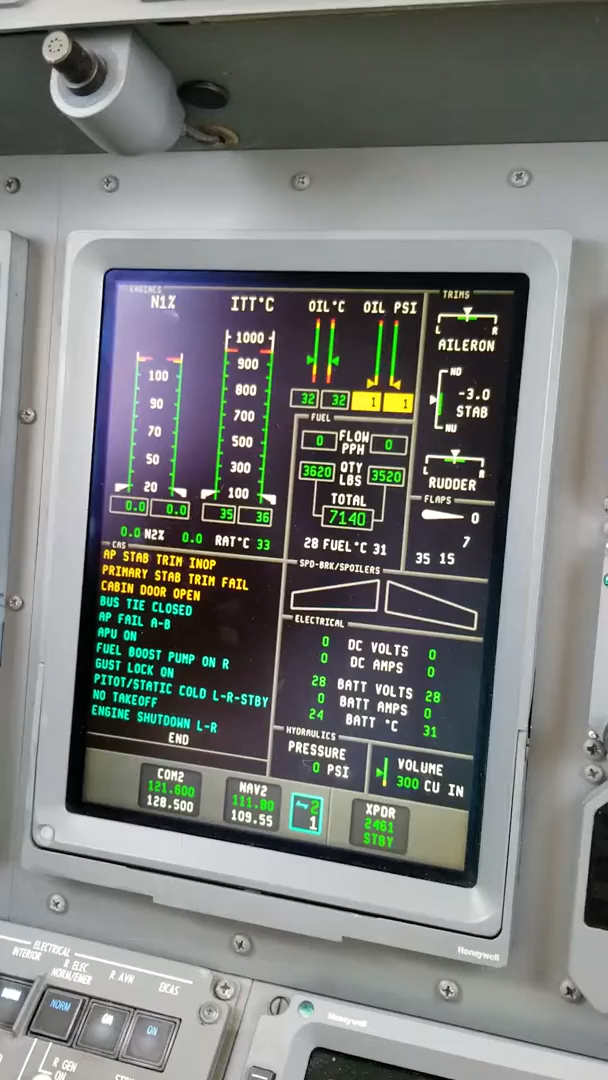 ENGINES
N1%
ITT°C
OIL°C
OIL PSI
TRIMS
1000
900
800
700
500
300
100
100
90
70
50
20
L R
AILERON
ND
-3.0
STAB
NU
L R
RUDDER
32 32
1 1
FUEL
0 FLOW PPH 0
3620 QTY LBS 3520
TOTAL
7140
28 FUEL°C 31
0.0 0.0
35 36
0.0 N2% 0.0
RAT°C 33
FLAPS
0
7
35 15
CAS
AP STAB TRIM INOP
PRIMARY STAB TRIM FAIL
CABIN DOOR OPEN
BUS TIE CLOSED
AP FAIL A-B
APU ON
FUEL BOOST PUMP ON R
GUST LOCK ON
PITOT/STATIC COLD L-R-STBY
NO TAKEOFF
ENGINE SHUTDOWN L-R
END
SPD-BRK/SPOILERS
ELECTRICAL
0 DC VOLTS 0
0 DC AMPS 0
28 BATT VOLTS 28
0 BATT AMPS 0
24 BATT °C 31
HYDRAULICS
PRESSURE
0 PSI
VOLUME
300 CU IN
COM2
121.600
128.500
NAV2
111.80
109.55
2
1
XPDR
2461
STBY
Honeywell
ELECTRICAL
INTERIOR
R ELEC
NORM/EMER
R AVN
EICAS
NORM
NORM
ON
ON
R GEN
ON
Honeywell